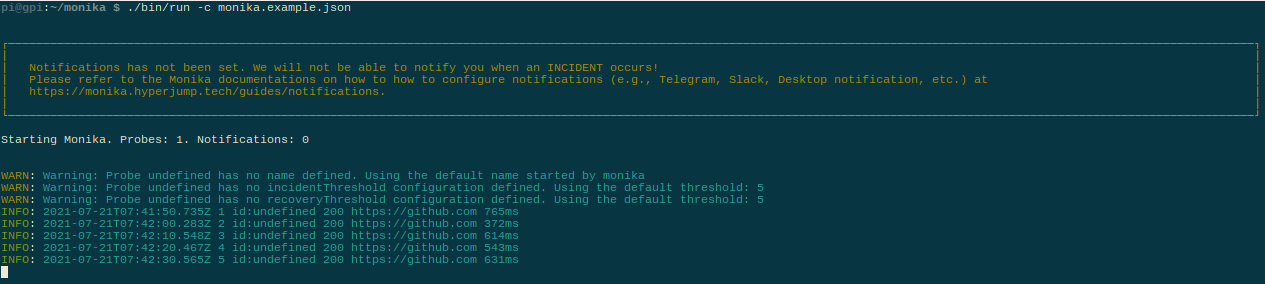 pi@gpi:~/monika $ ./bin/run -c monika.example.json
Notifications has not been set. We will not be able to notify you when an INCIDENT occurs!
Please refer to the Monika documentations on how to how to configure notifications (e.g., Telegram, Slack, Desktop notification, etc.) at
https://monika.hyperjump.tech/guides/notifications.
Starting Monika. Probes: 1. Notifications: 0
WARN: Warning: Probe undefined has no name defined. Using the default name started by monika
WARN: Warning: Probe undefined has no incidentThreshold configuration defined. Using the default threshold: 5
WARN: Warning: Probe undefined has no recoveryThreshold configuration defined. Using the default threshold: 5
INFO: 2021-07-21T07:41:50.735Z 1 id:undefined 200 https://github.com 765ms
INFO: 2021-07-21T07:42:00.283Z 2 id:undefined 200 https://github.com 372ms
INFO: 2021-07-21T07:42:10.548Z 3 id:undefined 200 https://github.com 614ms
INFO: 2021-07-21T07:42:20.467Z 4 id:undefined 200 https://github.com 543ms
INFO: 2021-07-21T07:42:30.565Z 5 id:undefined 200 https://github.com 631ms